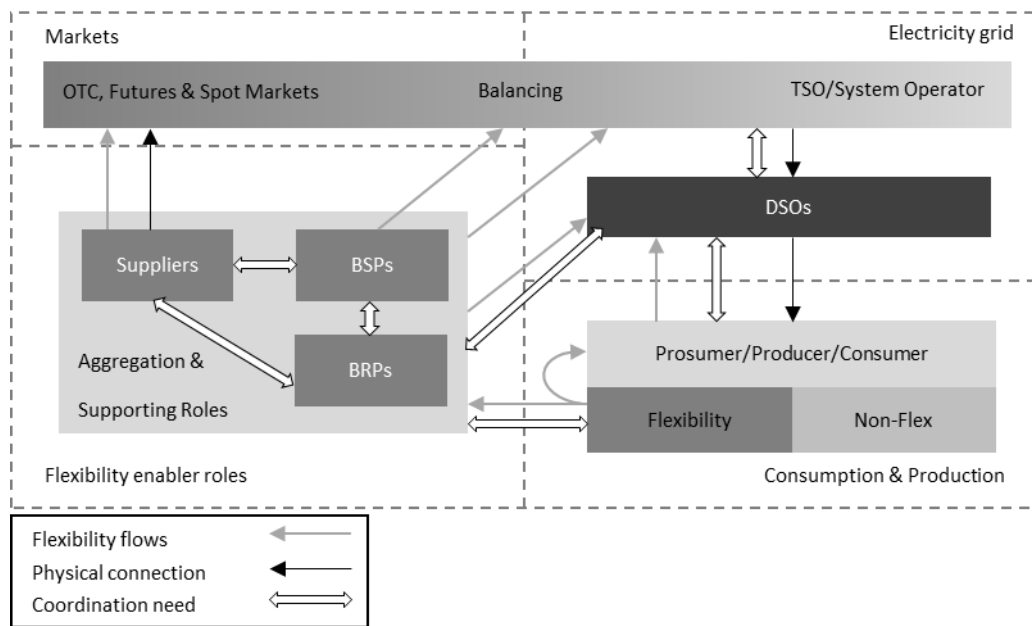 Markets
Electricity grid
OTC, Futures & Spot Markets
Balancing
TSO/System Operator
DSOs
Suppliers
BSPs
BRPs
Aggregation &
Supporting Roles
Prosumer/Producer/Consumer
Flexibility
Non-Flex
Flexibility enabler roles
Consumption & Production
Flexibility flows
Physical connection
Coordination need